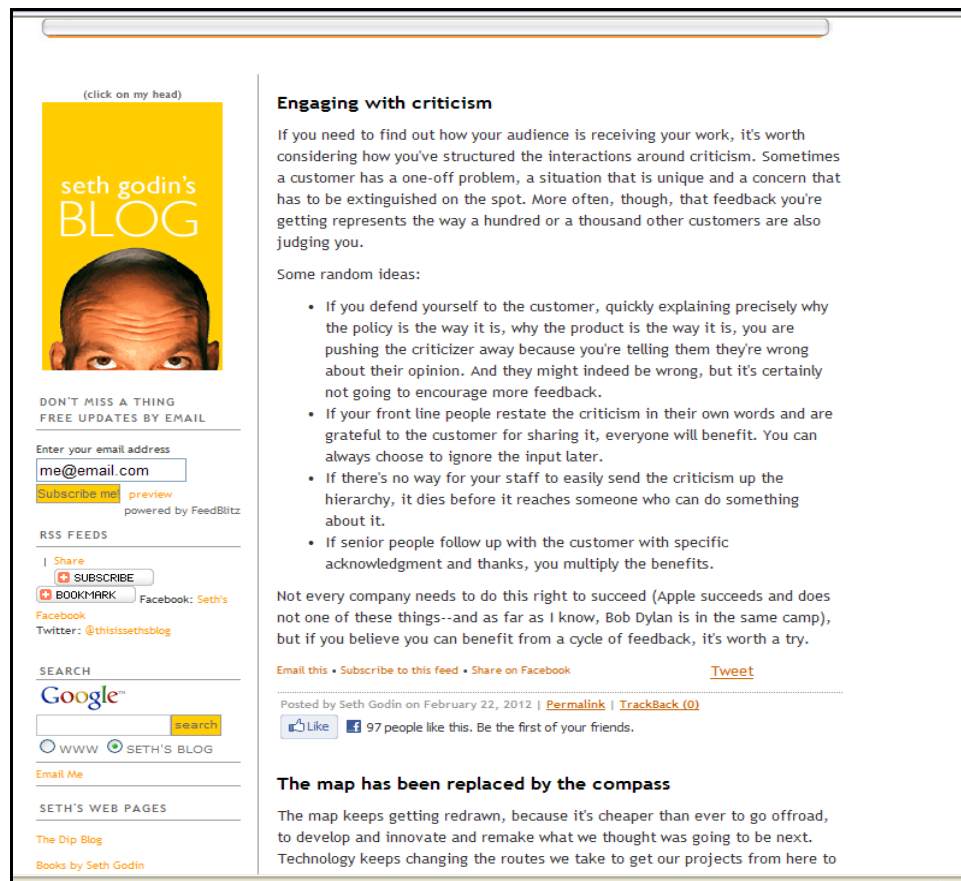 (click on my head)
seth godin's
BLOG
DON'T MISS A THING
FREE UPDATES BY EMAIL
Enter your email address
me@email.com
Subscribe me! preview
powered by FeedBlitz
RSS FEEDS
| Share
SUBSCRIBE
BOOKMARK Facebook: Seth's
Facebook
Twitter: @thisissethsblog
SEARCH
Google™
search
WWW SETH'S BLOG
Email Me
SETH'S WEB PAGES
The Dip Blog
Books by Seth Godin
Engaging with criticism
If you need to find out how your audience is receiving your work, it's worth
considering how you've structured the interactions around criticism. Sometimes
a customer has a one-off problem, a situation that is unique and a concern that
has to be extinguished on the spot. More often, though, that feedback you're
getting represents the way a hundred or a thousand other customers are also
judging you.
Some random ideas:
• If you defend yourself to the customer, quickly explaining precisely why
the policy is the way it is, why the product is the way it is, you are
pushing the criticizer away because you're telling them they're wrong
about their opinion. And they might indeed be wrong, but it's certainly
not going to encourage more feedback.
• If your front line people restate the criticism in their own words and are
grateful to the customer for sharing it, everyone will benefit. You can
always choose to ignore the input later.
• If there's no way for your staff to easily send the criticism up the
hierarchy, it dies before it reaches someone who can do something
about it.
• If senior people follow up with the customer with specific
acknowledgment and thanks, you multiply the benefits.
Not every company needs to do this right to succeed (Apple succeeds and does
not one of these things--and as far as I know, Bob Dylan is in the same camp),
but if you believe you can benefit from a cycle of feedback, it's worth a try.
Email this • Subscribe to this feed • Share on Facebook Tweet
Posted by Seth Godin on February 22, 2012 | Permalink | TrackBack (0)
Like f 97 people like this. Be the first of your friends.
The map has been replaced by the compass
The map keeps getting redrawn, because it's cheaper than ever to go offroad,
to develop and innovate and remake what we thought was going to be next.
Technology keeps changing the routes we take to get our projects from here to